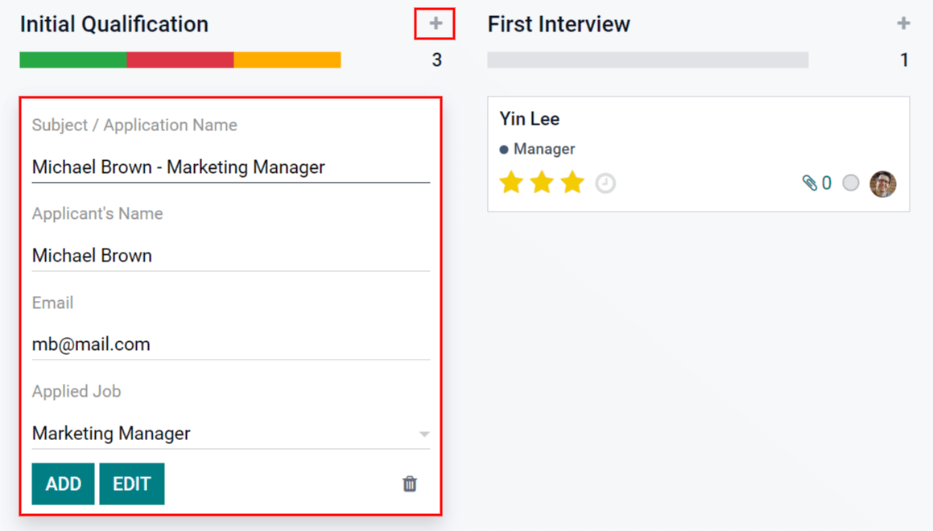 Initial Qualification
+
3
Subject / Application Name
Michael Brown - Marketing Manager
Applicant's Name
Michael Brown
Email
mb@mail.com
Applied Job
Marketing Manager
ADD EDIT
First Interview
+
1
Yin Lee
Manager
0